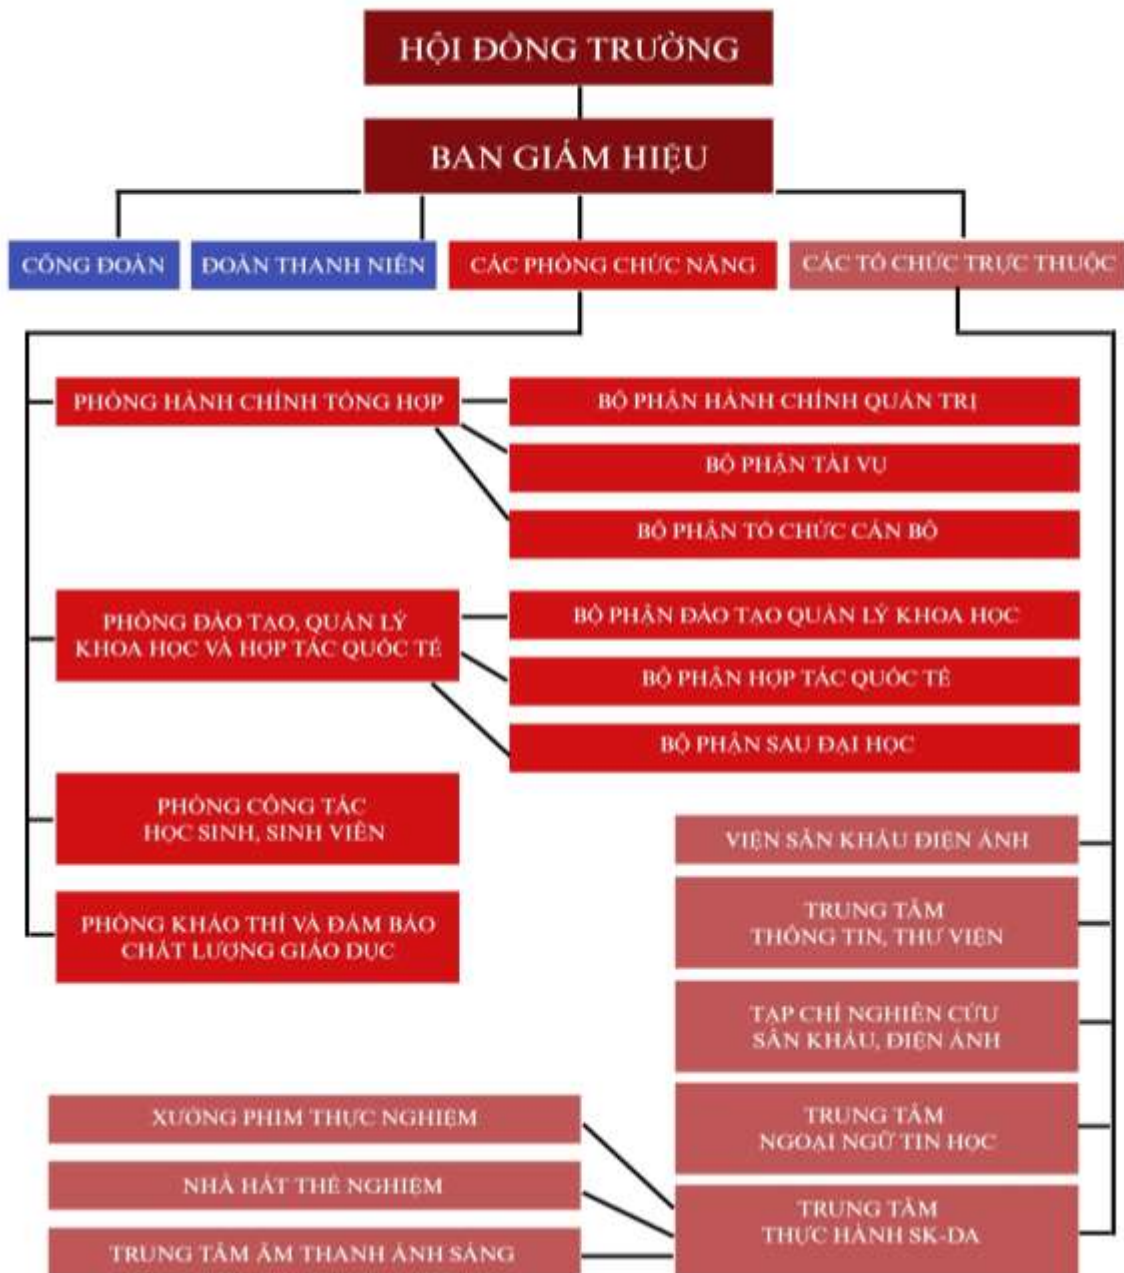 HỘI ĐỒNG TRƯỜNG
BAN GIÁM HIỆU
CÔNG ĐOÀN
ĐOÀN THANH NIÊN
CÁC PHÒNG CHỨC NĂNG
CÁC TỔ CHỨC TRỰC THUỘC
PHÒNG HÀNH CHÍNH TỔNG HỢP
BỘ PHẬN HÀNH CHÍNH QUẢN TRỊ
BỘ PHẬN TÀI VỤ
BỘ PHẬN TỔ CHỨC CÁN BỘ
PHÒNG ĐÀO TẠO, QUẢN LÝ
KHOA HỌC VÀ HỢP TÁC QUỐC TẾ
BỘ PHẬN ĐÀO TẠO QUẢN LÝ KHOA HỌC
BỘ PHẬN HỢP TÁC QUỐC TẾ
BỘ PHẬN SAU ĐẠI HỌC
PHÒNG CÔNG TÁC
HỌC SINH, SINH VIÊN
PHÒNG KHẢO THÍ VÀ ĐẢM BẢO
CHẤT LƯỢNG GIÁO DỤC
VIỆN SÂN KHẤU ĐIỆN ẢNH
TRUNG TÂM
THÔNG TIN, THƯ VIỆN
TẠP CHÍ NGHIÊN CỨU
SÂN KHẤU, ĐIỆN ẢNH
TRUNG TÂM
NGOẠI NGỮ TIN HỌC
TRUNG TÂM
THỰC HÀNH SK-DA
XƯỞNG PHIM THỰC NGHIỆM
NHÀ HÁT THỂ NGHIỆM
TRUNG TÂM ÂM THANH ÁNH SÁNG